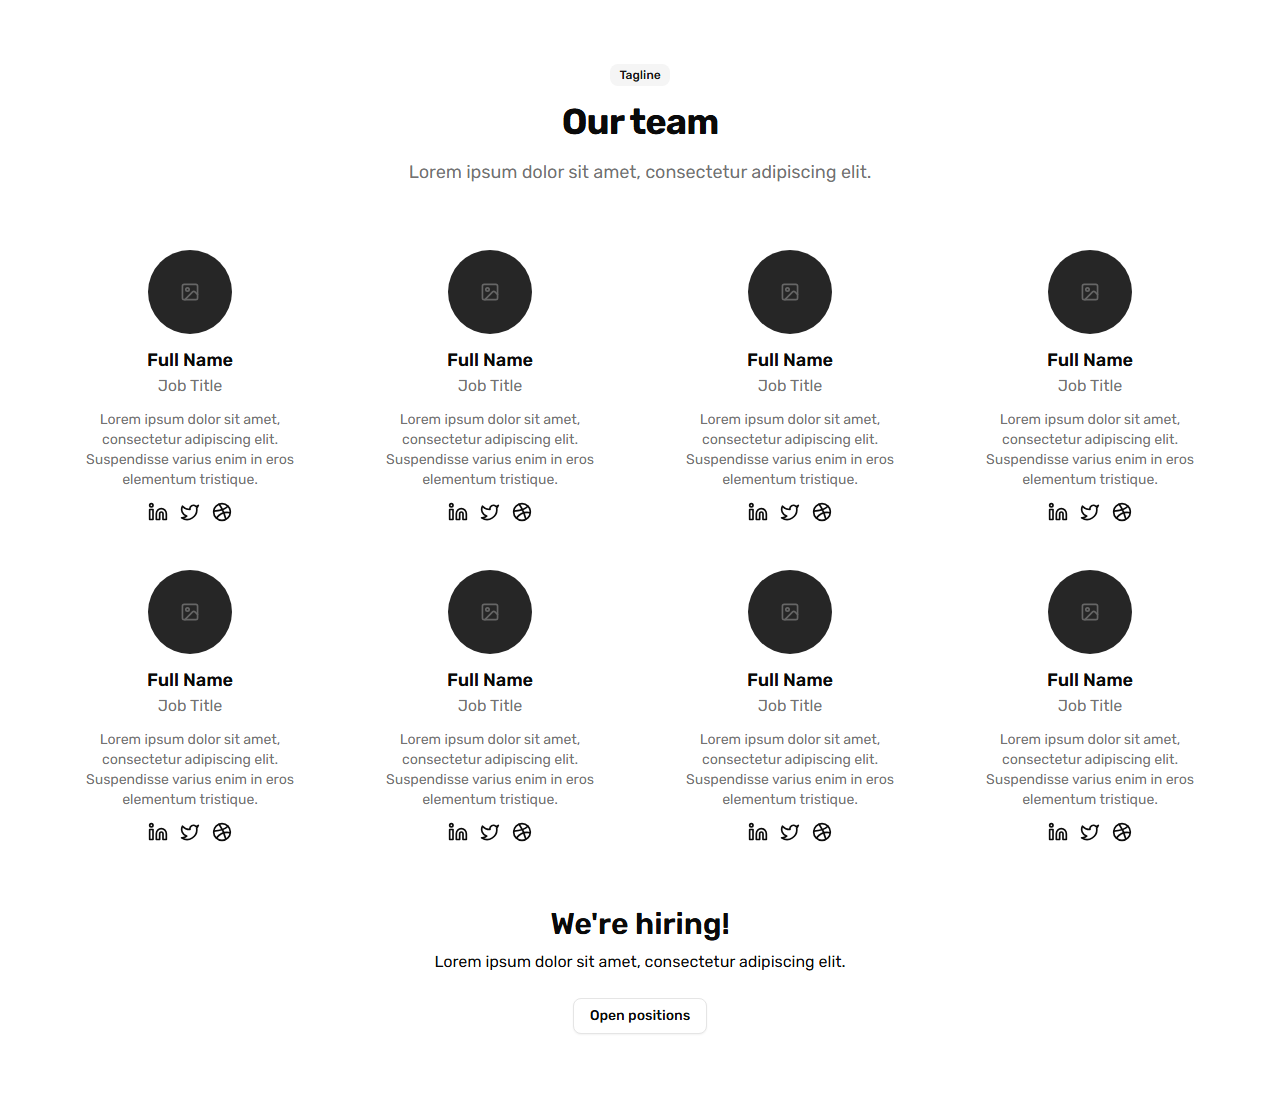 Tagline
Our team
Lorem ipsum dolor sit amet, consectetur adipiscing elit.
Full Name
Job Title
Lorem ipsum dolor sit amet,
consectetur adipiscing elit.
Suspendisse varius enim in eros
elementum tristique.
Full Name
Job Title
Lorem ipsum dolor sit amet,
consectetur adipiscing elit.
Suspendisse varius enim in eros
elementum tristique.
Full Name
Job Title
Lorem ipsum dolor sit amet,
consectetur adipiscing elit.
Suspendisse varius enim in eros
elementum tristique.
Full Name
Job Title
Lorem ipsum dolor sit amet,
consectetur adipiscing elit.
Suspendisse varius enim in eros
elementum tristique.
Full Name
Job Title
Lorem ipsum dolor sit amet,
consectetur adipiscing elit.
Suspendisse varius enim in eros
elementum tristique.
Full Name
Job Title
Lorem ipsum dolor sit amet,
consectetur adipiscing elit.
Suspendisse varius enim in eros
elementum tristique.
Full Name
Job Title
Lorem ipsum dolor sit amet,
consectetur adipiscing elit.
Suspendisse varius enim in eros
elementum tristique.
Full Name
Job Title
Lorem ipsum dolor sit amet,
consectetur adipiscing elit.
Suspendisse varius enim in eros
elementum tristique.
We're hiring!
Lorem ipsum dolor sit amet, consectetur adipiscing elit.
Open positions